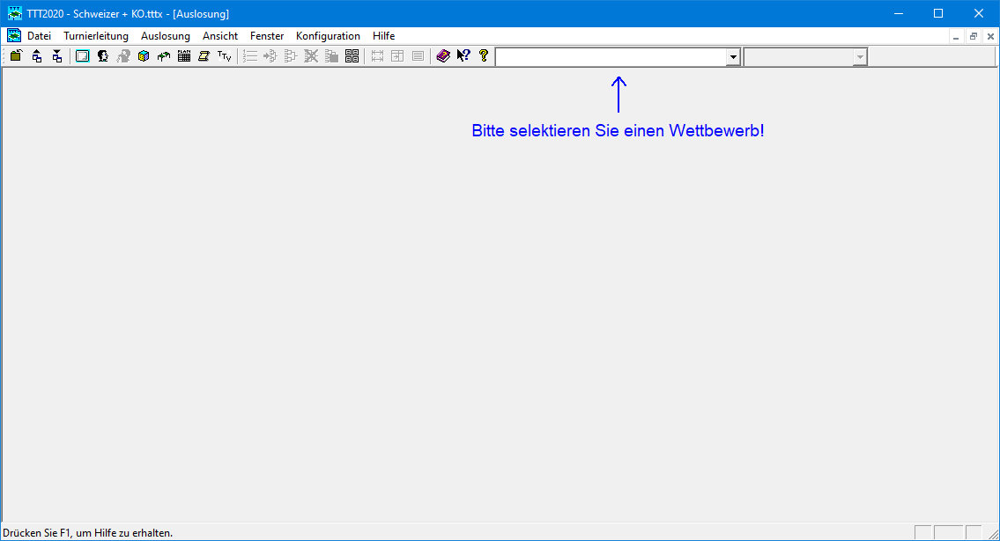 TTT2020 - Schweizer + KO.tttx - [Auslosung]
Datei Turnierleitung Auslosung Ansicht Fenster Konfiguration Hilfe
Bitte selektieren Sie einen Wettbewerb!
Drücken Sie F1, um Hilfe zu erhalten.